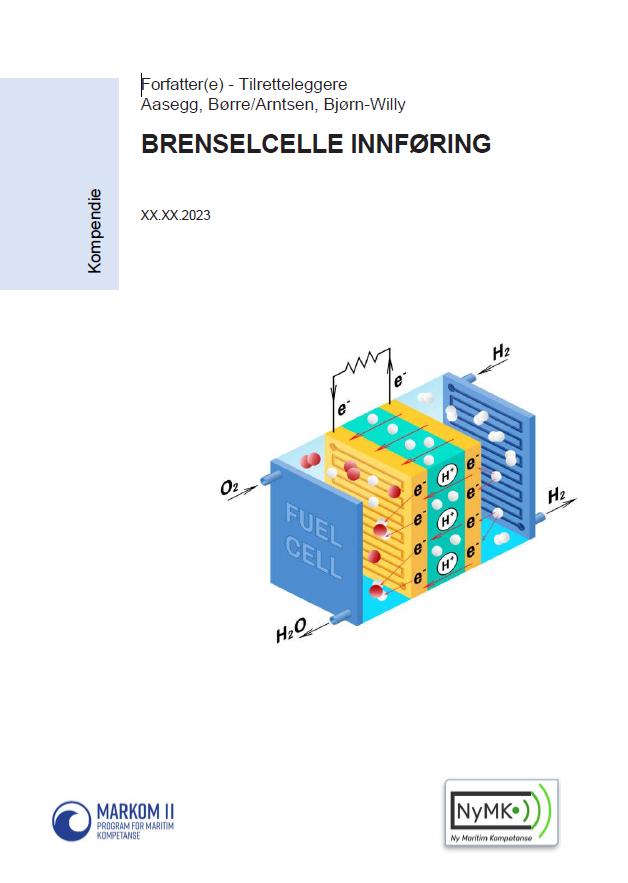 Forfatter(e) - Tilretteleggere
Aasegg, Børre/Arntsen, Bjørn-Willy
BRENSELCELLE INNFØRING
XX.XX.2023
Kompendie
H2
e-
e-
O2
FUEL
CELL
H+
H+
H+
e-
e-
e-
e-
e-
e-
e-
e-
H2
H2O
MARKOM II
PROGRAM FOR MARITIM
KOMPETANSE
NyMK
Ny Maritim Kompetanse